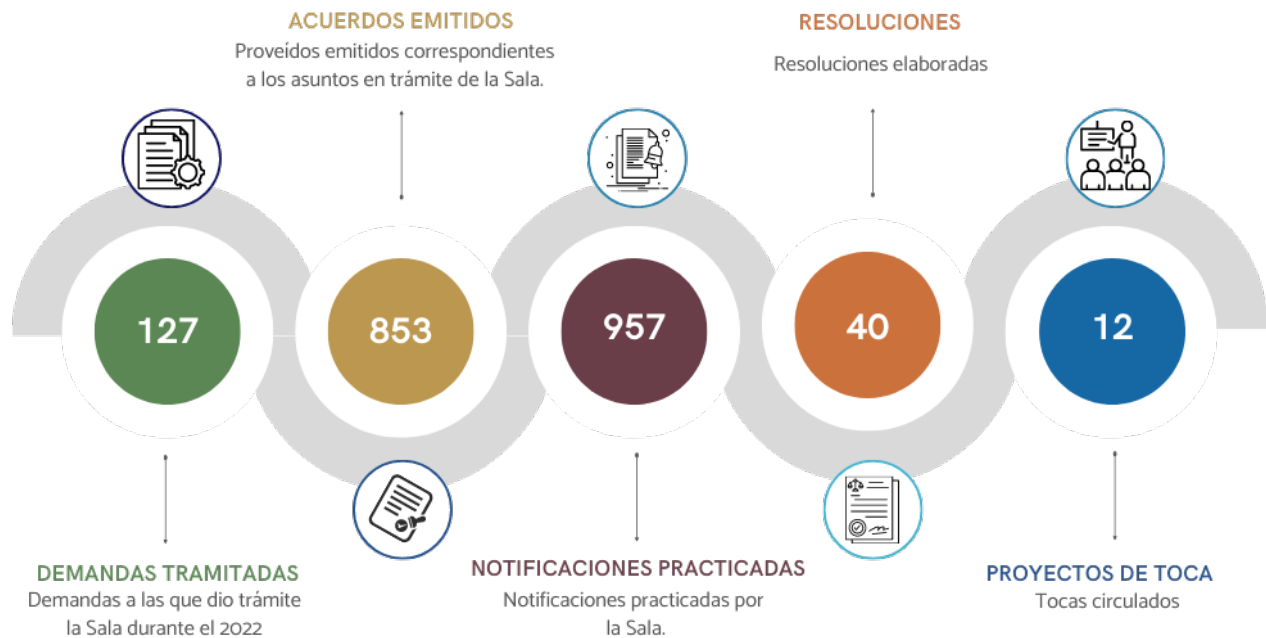 ACUERDOS EMITIDOS
Proveídos emitidos correspondientes
a los asuntos en trámite de la Sala.
RESOLUCIONES
Resoluciones elaboradas
127
853
957
40
12
DEMANDAS TRAMITADAS
Demandas a las que dio trámite
la Sala durante el 2022
NOTIFICACIONES PRACTICADAS
Notificaciones practicadas por
la Sala.
PROYECTOS DE TOCA
Tocas circulados